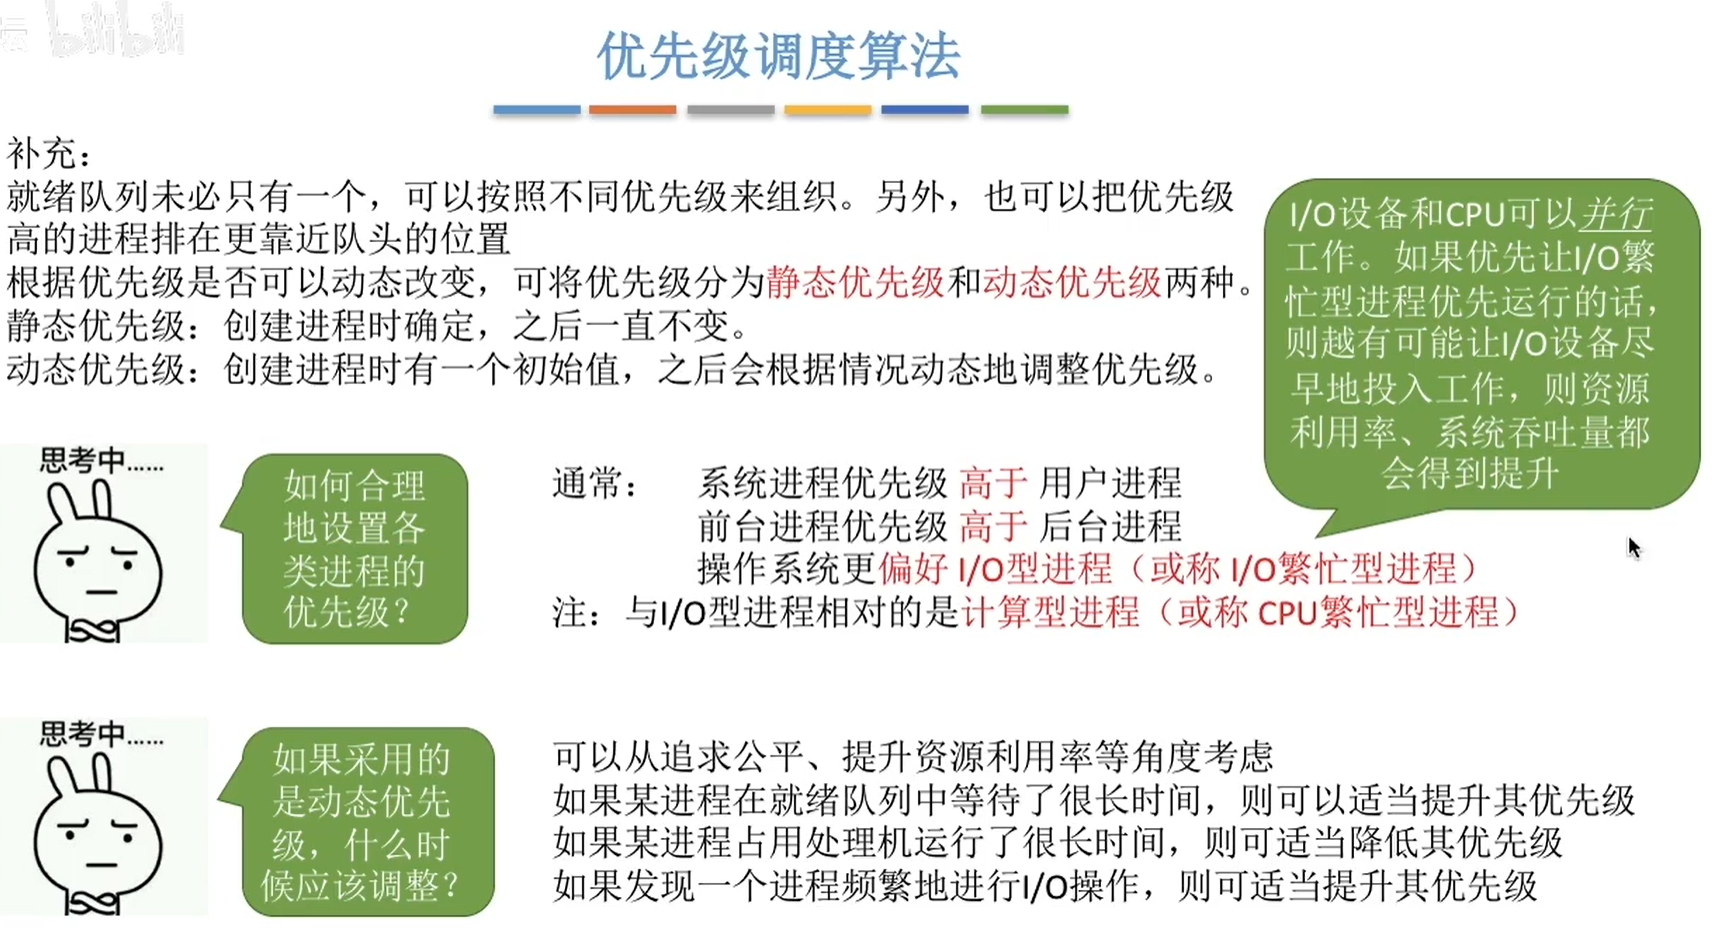 bilibili
优先级调度算法
补充：
就绪队列未必只有一个，可以按照不同优先级来组织。另外，也可以把优先级
高的进程排在更靠近队头的位置
根据优先级是否可以动态改变，可将优先级分为静态优先级和动态优先级两种。
静态优先级：创建进程时确定，之后一直不变。
动态优先级：创建进程时有一个初始值，之后会根据情况动态地调整优先级。
I/O设备和CPU可以并行
工作。如果优先让I/O繁
忙型进程优先运行的话，
则越有可能让I/O设备尽
早地投入工作，则资源
利用率、系统吞吐量都
会得到提升
思考中……
如何合理
地设置各
类进程的
优先级？
通常： 系统进程优先级 高于 用户进程
前台进程优先级 高于 后台进程
操作系统更偏好 I/O型进程（或称 I/O繁忙型进程）
注：与I/O型进程相对的是计算型进程（或称 CPU繁忙型进程）
思考中……
如果采用的
是动态优先
级，什么时
候应该调整？
可以从追求公平、提升资源利用率等角度考虑
如果某进程在就绪队列中等待了很长时间，则可以适当提升其优先级
如果某进程占用处理机运行了很长时间，则可适当降低其优先级
如果发现一个进程频繁地进行I/O操作，则可适当提升其优先级